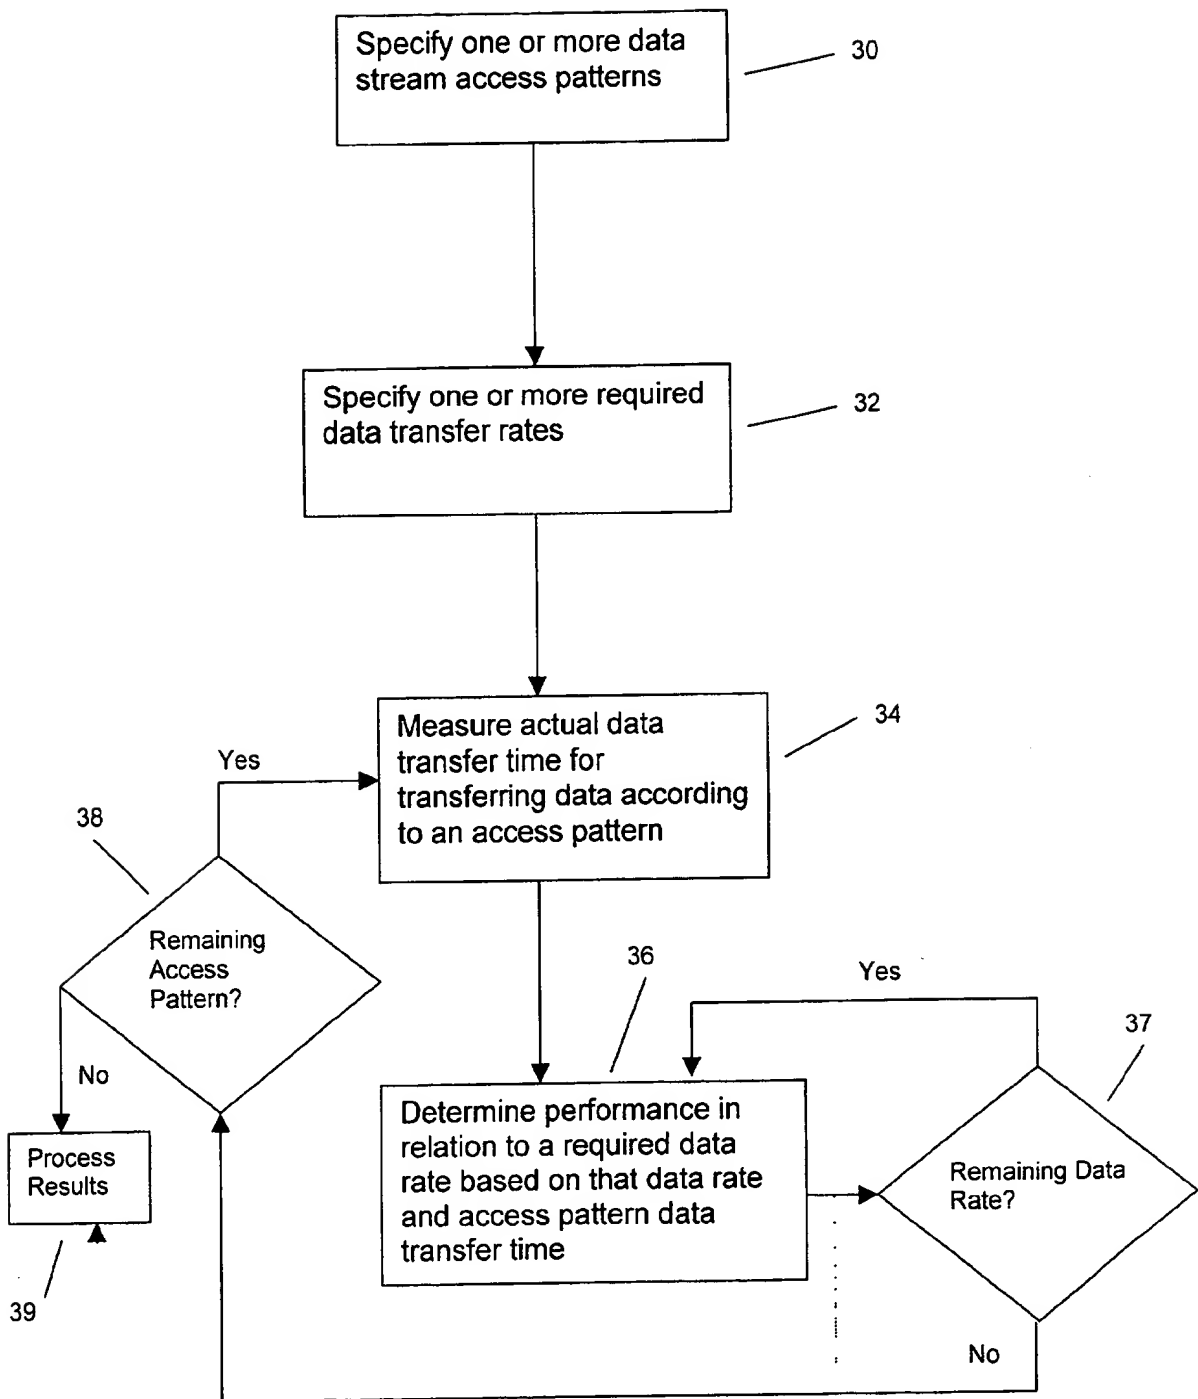 Specify one or more data
stream access patterns
30
Specify one or more required
data transfer rates
32
Measure actual data
transfer time for
transferring data according
to an access pattern
34
Yes
38
Remaining
Access
Pattern?
No
Process
Results
39
36
Yes
37
Determine performance in
relation to a required data
rate based on that data rate
and access pattern data
transfer time
Remaining Data
Rate?
No